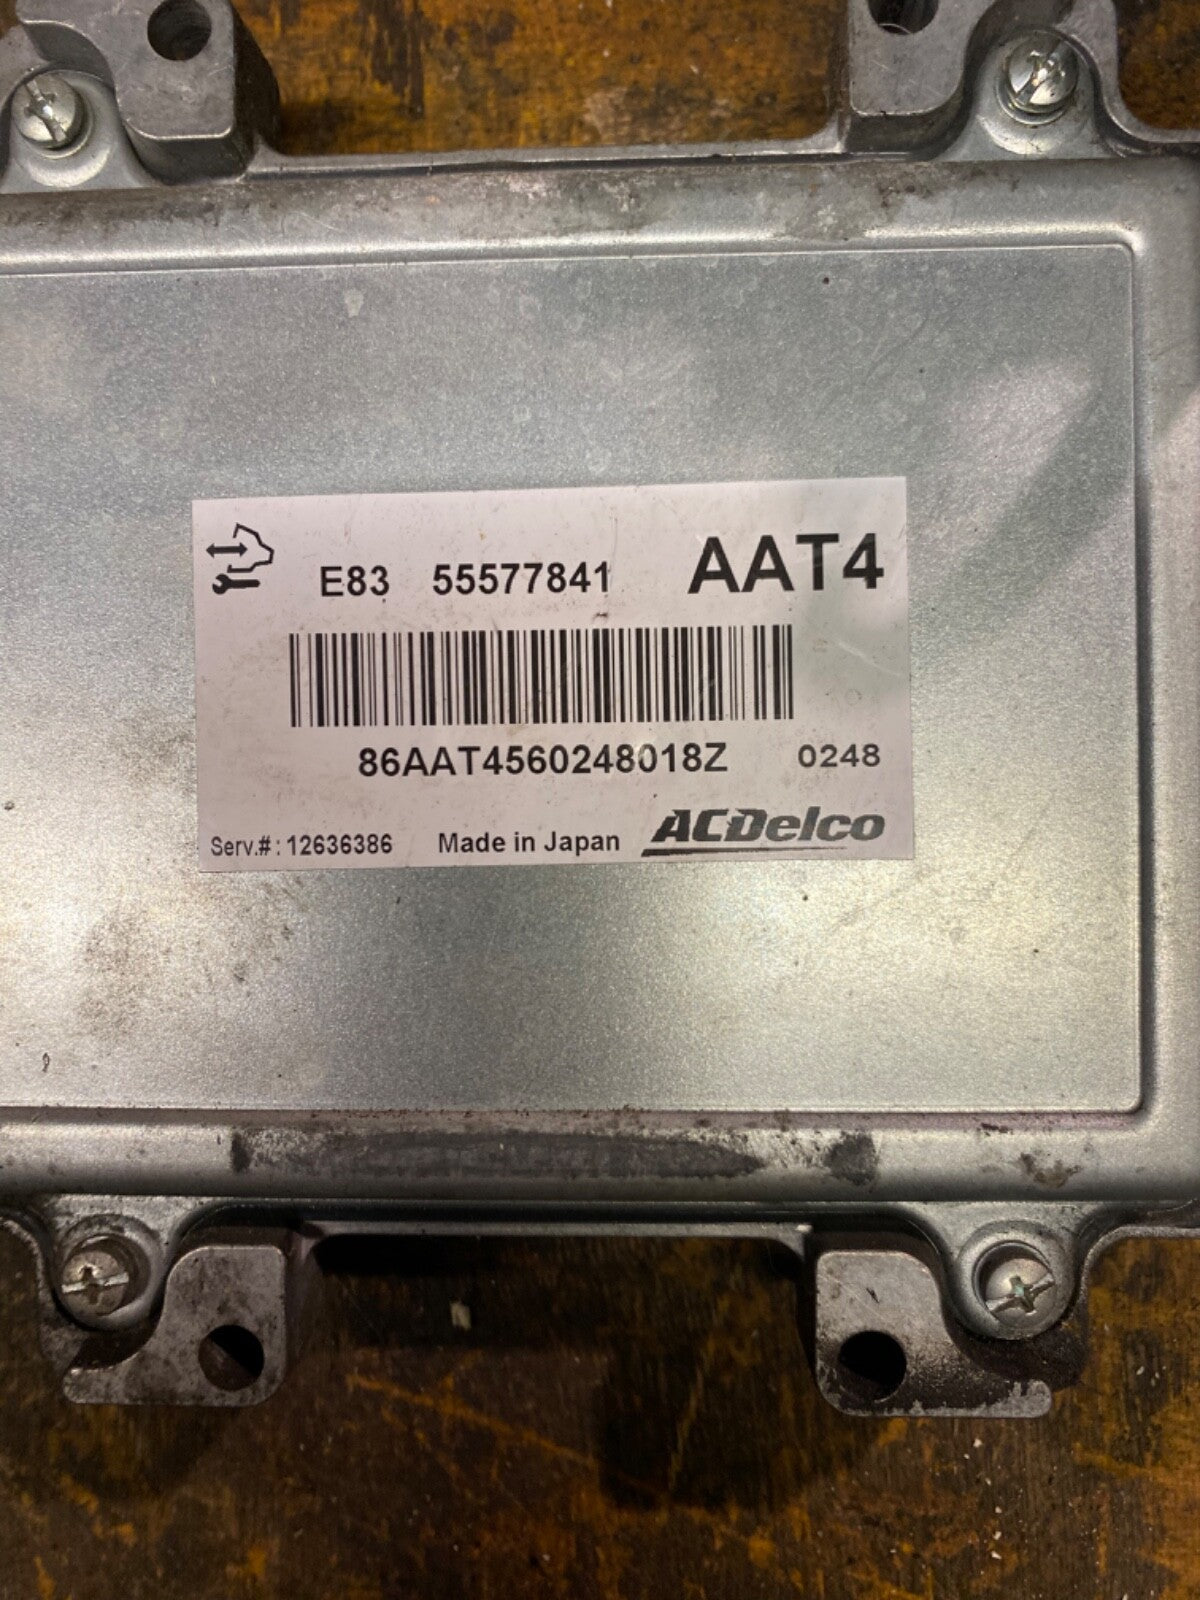 E83 55577841 AAT4
86AAT4560248018Z 0248
Serv.#: 12636386 Made in Japan ACDelco